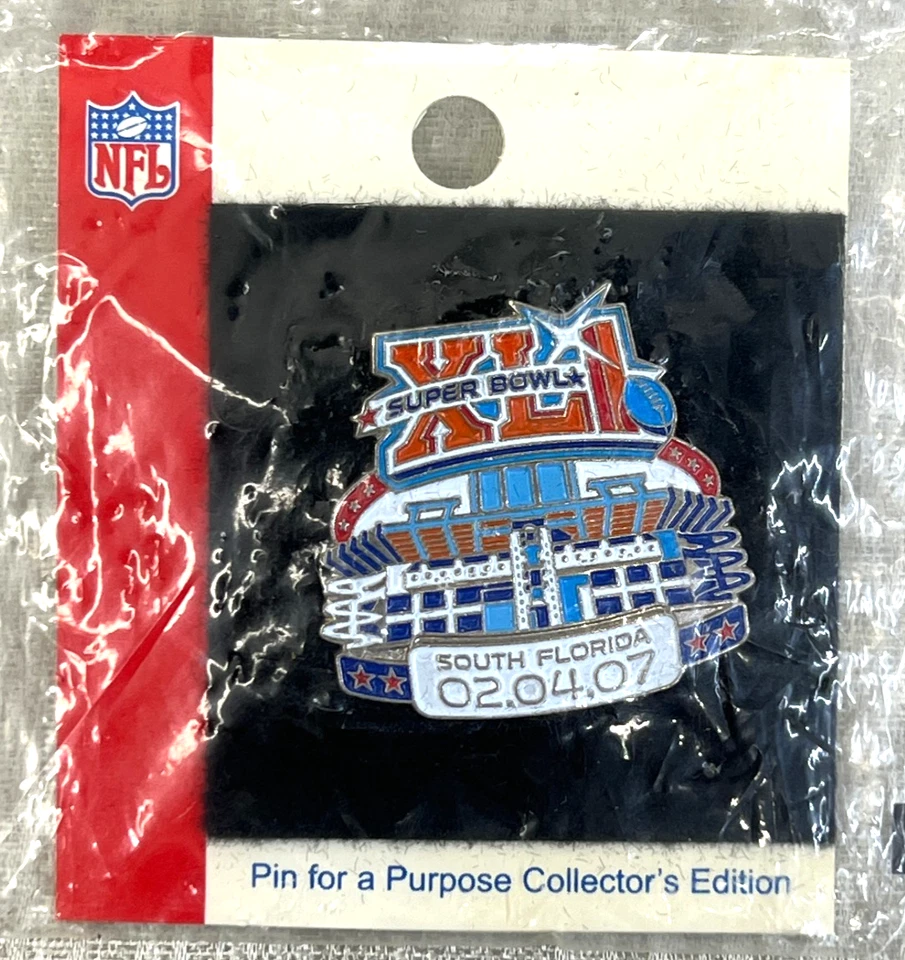 NFL
XLI
SUPER BOWL
SOUTH FLORIDA
02.04.07
Pin for a Purpose Collector's Edition